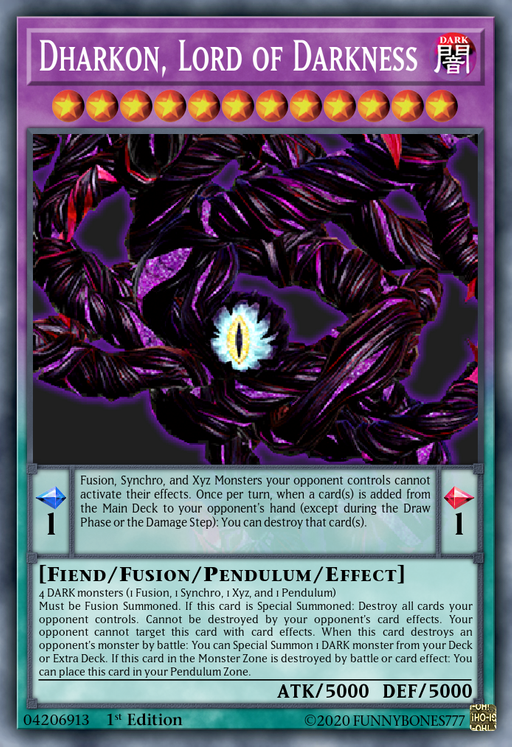 Dharkon, Lord of Darkness
DARK
闇
Fusion, Synchro, and Xyz Monsters your opponent controls cannot
activate their effects. Once per turn, when a card(s) is added from
the Main Deck to your opponent's hand (except during the Draw
Phase or the Damage Step): You can destroy that card(s).
1
1
[Fiend/Fusion/Pendulum/Effect]
4 DARK monsters (1 Fusion, 1 Synchro, 1 Xyz, and 1 Pendulum)
Must be Fusion Summoned. If this card is Special Summoned: Destroy all cards your
opponent controls. Cannot be destroyed by your opponent's card effects. Your
opponent cannot target this card with card effects. When this card destroys an
opponent's monster by battle: You can Special Summon 1 DARK monster from your Deck
or Extra Deck. If this card in the Monster Zone is destroyed by battle or card effect: You
can place this card in your Pendulum Zone.
ATK/5000 DEF/5000
04206913 1st Edition ©2020 FUNNYBONES777